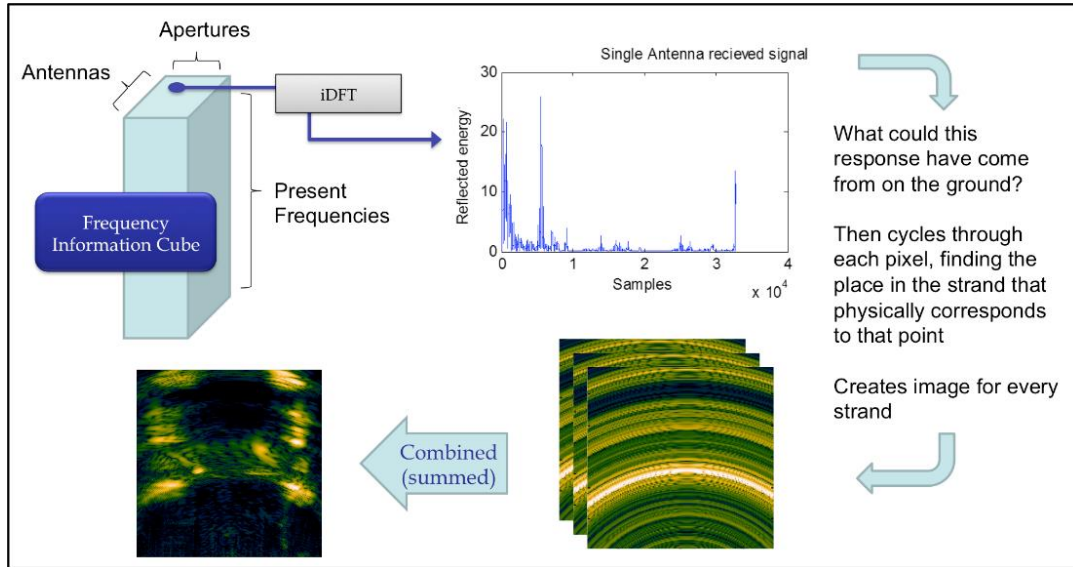 Apertures
Antennas
iDFT
Present
Frequencies
Frequency
Information Cube
Single Antenna recieved signal
Reflected energy
30
20
10
0
0
1
2
3
4
Samples
x 10⁴
What could this
response have come
from on the ground?
Then cycles through
each pixel, finding the
place in the strand that
physically corresponds
to that point
Creates image for every
strand
Combined
(summed)